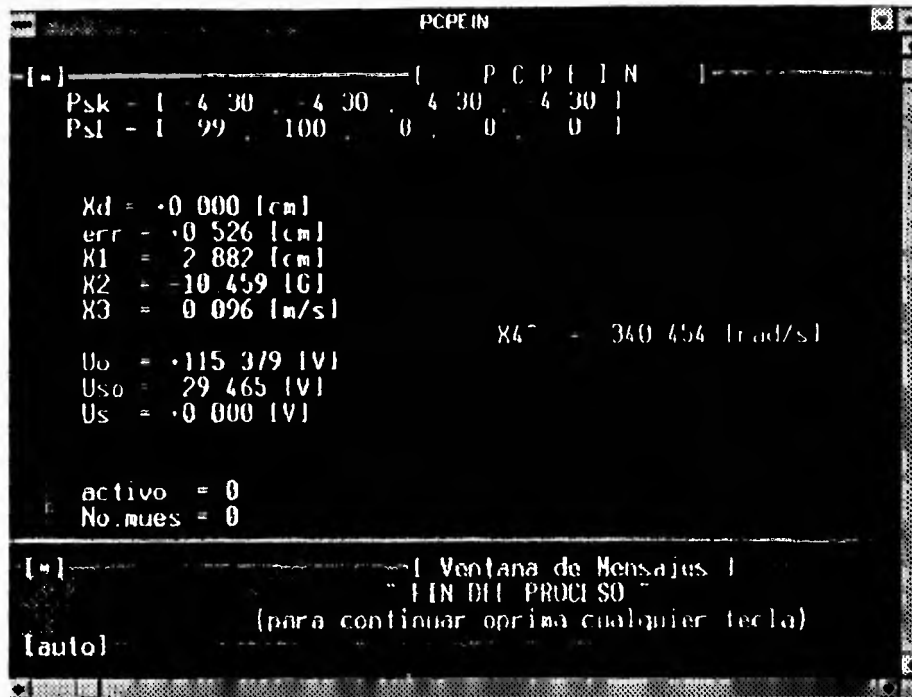 PCPEIN
[ P C P E I N ]
Psk = [ -4.30 , -4.30 , -4.30 , -4.30 ]
Psl = [ 99 , 100 , 0 , 0 , 0 ]
Xd = +0.000 [cm]
err = +0.526 [cm]
X1 = 2.882 [cm]
X2 = -10.459 [G]
X3 = 0.096 [m/s]
X4^ = 340.454 [rad/s]
Uo = +115.379 [V]
Uso = 29.465 [V]
Us = +0.000 [V]
activo = 0
No.mues = 0
[ Ventana de Mensajes ]
" FIN DEL PROCESO "
(para continuar oprima cualquier tecla)
[auto]